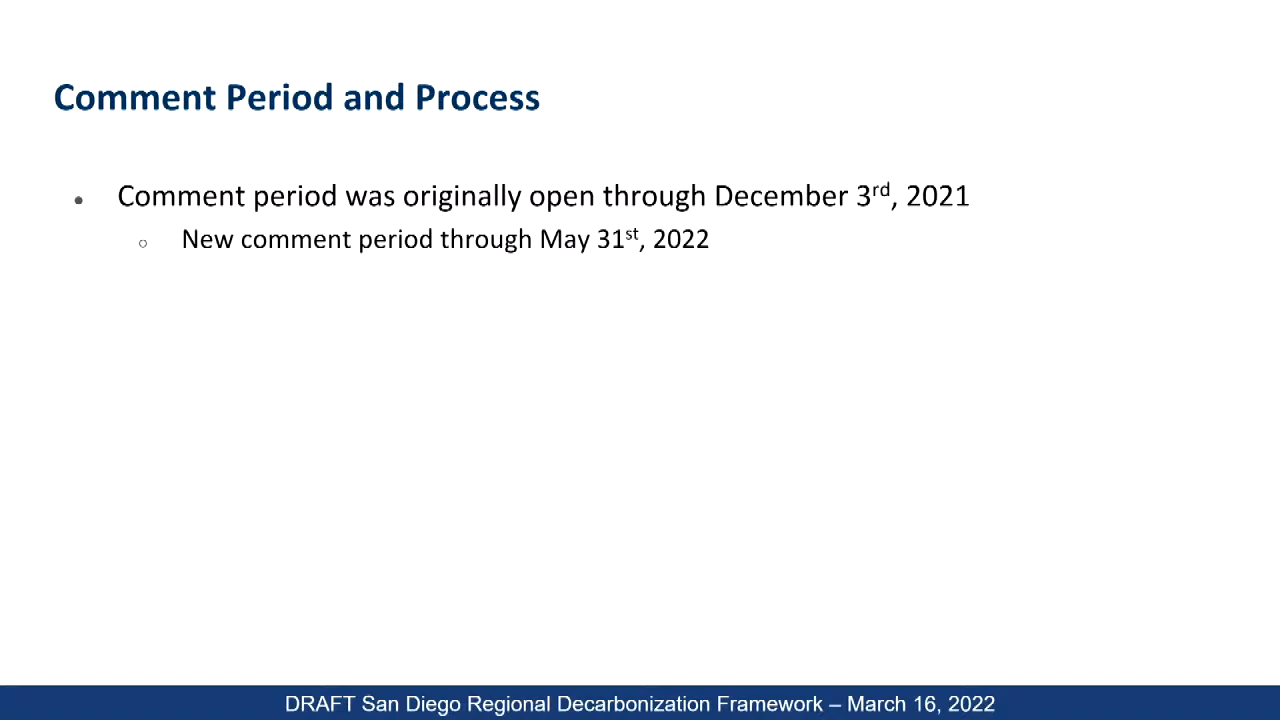 Comment Period and Process
● Comment period was originally open through December 3rd, 2021
○ New comment period through May 31st, 2022
DRAFT San Diego Regional Decarbonization Framework – March 16, 2022